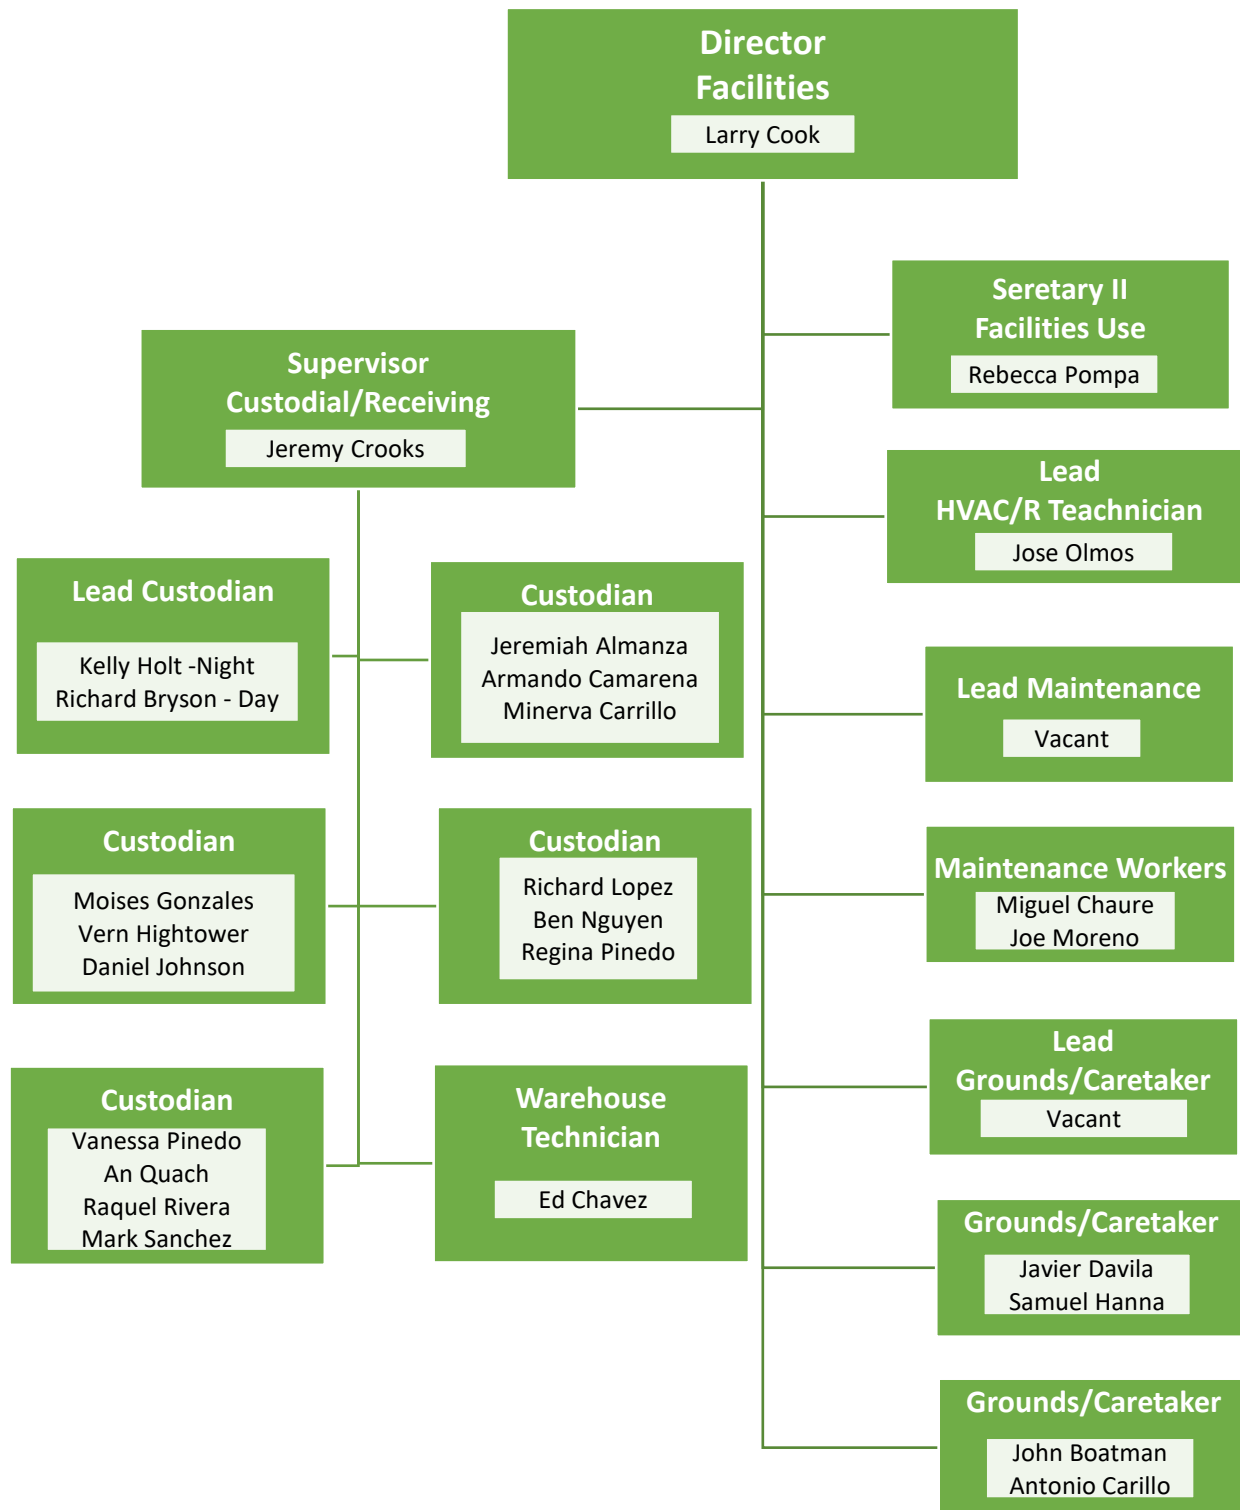 Director
Facilities
Larry Cook
Seretary II
Facilities Use
Rebecca Pompa
Supervisor
Custodial/Receiving
Jeremy Crooks
Lead
HVAC/R Teachnician
Jose Olmos
Lead Custodian
Kelly Holt -Night
Richard Bryson - Day
Custodian
Jeremiah Almanza
Armando Camarena
Minerva Carrillo
Lead Maintenance
Vacant
Custodian
Moises Gonzales
Vern Hightower
Daniel Johnson
Custodian
Richard Lopez
Ben Nguyen
Regina Pinedo
Maintenance Workers
Miguel Chaure
Joe Moreno
Lead
Grounds/Caretaker
Vacant
Custodian
Vanessa Pinedo
An Quach
Raquel Rivera
Mark Sanchez
Warehouse
Technician
Ed Chavez
Grounds/Caretaker
Javier Davila
Samuel Hanna
Grounds/Caretaker
John Boatman
Antonio Carillo